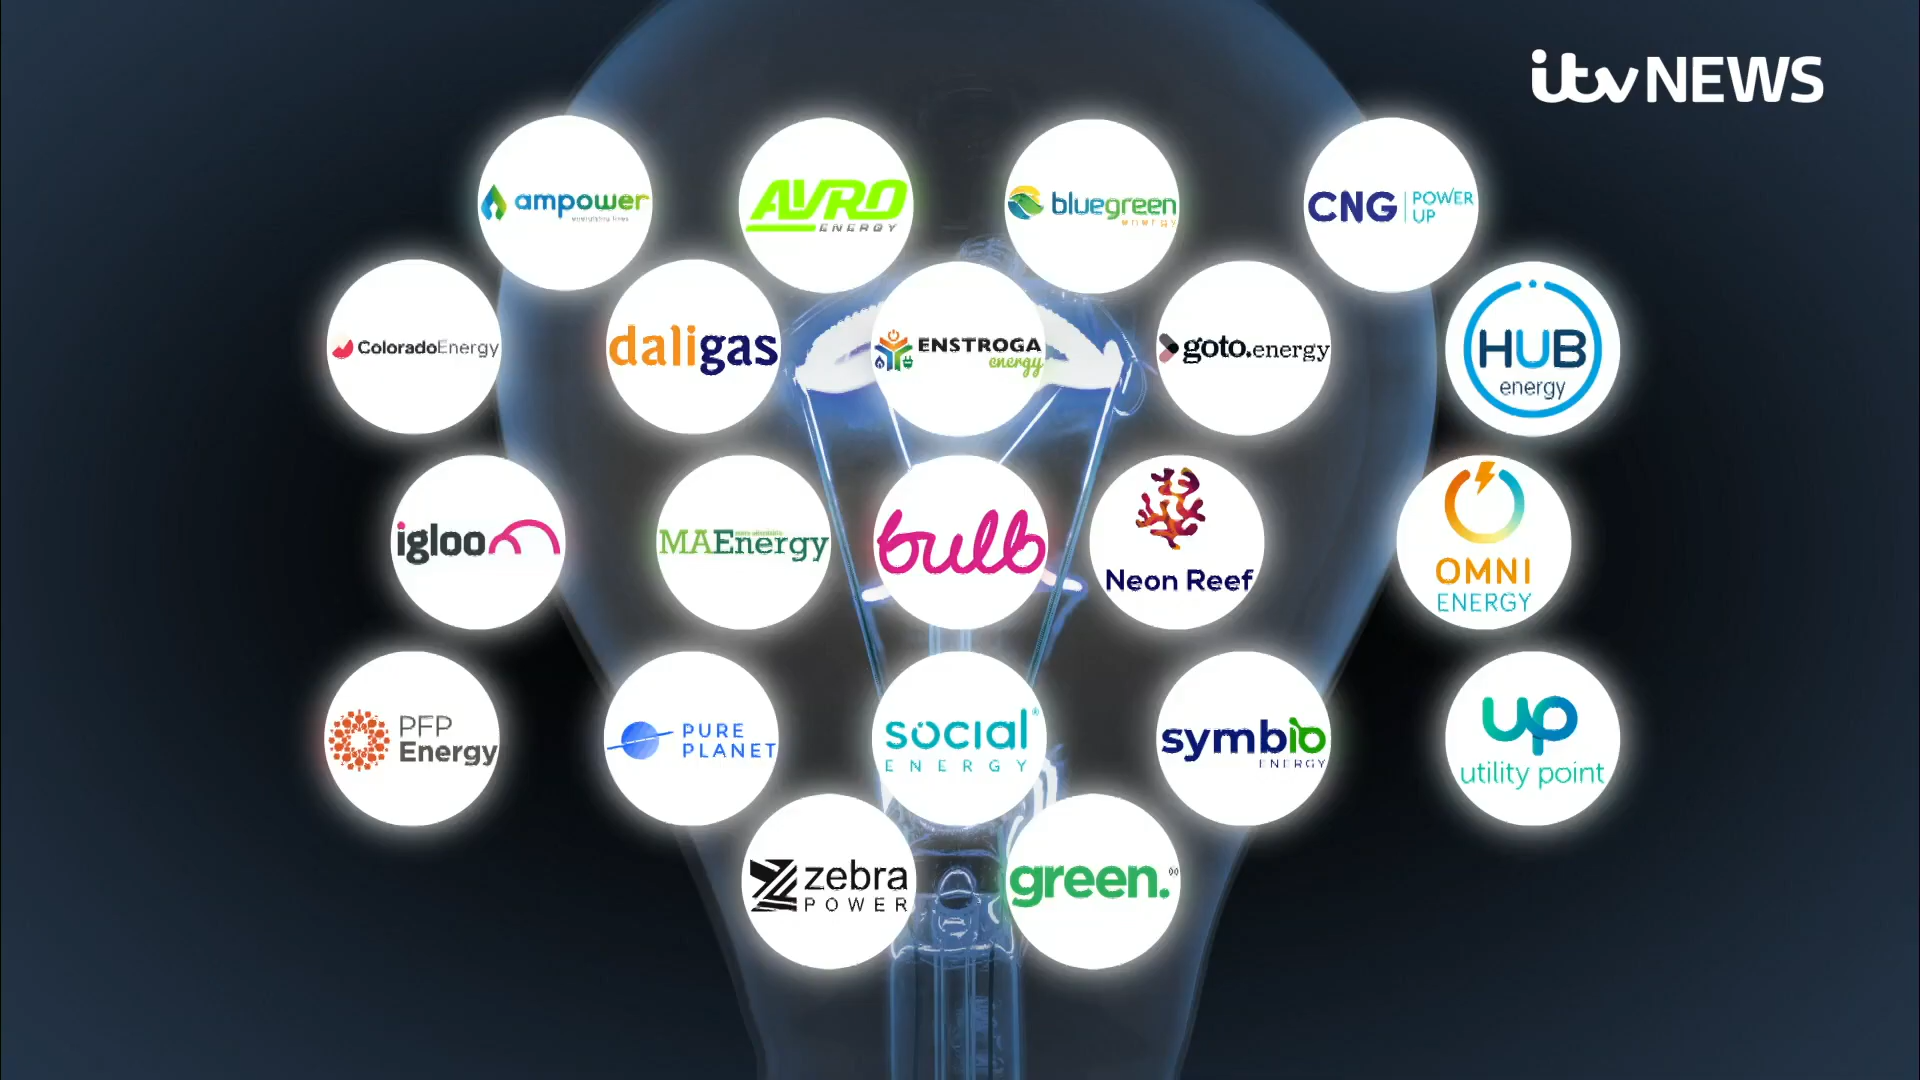 itv NEWS
ampower
energising lives
AVRO
ENERGY
bluegreen
energy
CNG POWER
UP
ColoradoEnergy
daligas
ENSTROGA
energy
goto.energy
HUB
energy
igloo
MAEnergy
bulb
Neon Reef
OMNI
ENERGY
PFP
Energy
PURE
PLANET
social
ENERGY
symbio
ENERGY
up
utility point
zebra
POWER
green.